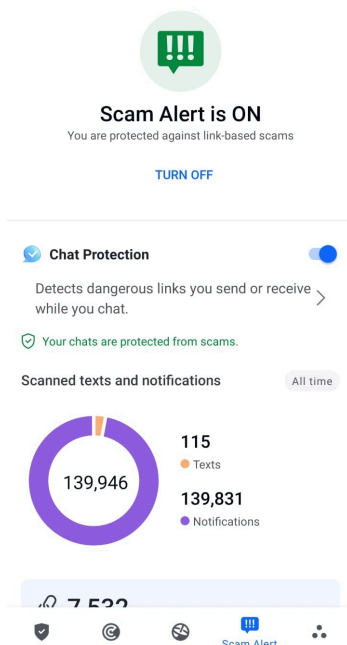 Scam Alert is ON
You are protected against link-based scams
TURN OFF
Chat Protection
Detects dangerous links you send or receive
while you chat.
Your chats are protected from scams.
Scanned texts and notifications
All time
115
Texts
139,946
139,831
Notifications
7,532
Scam Alert